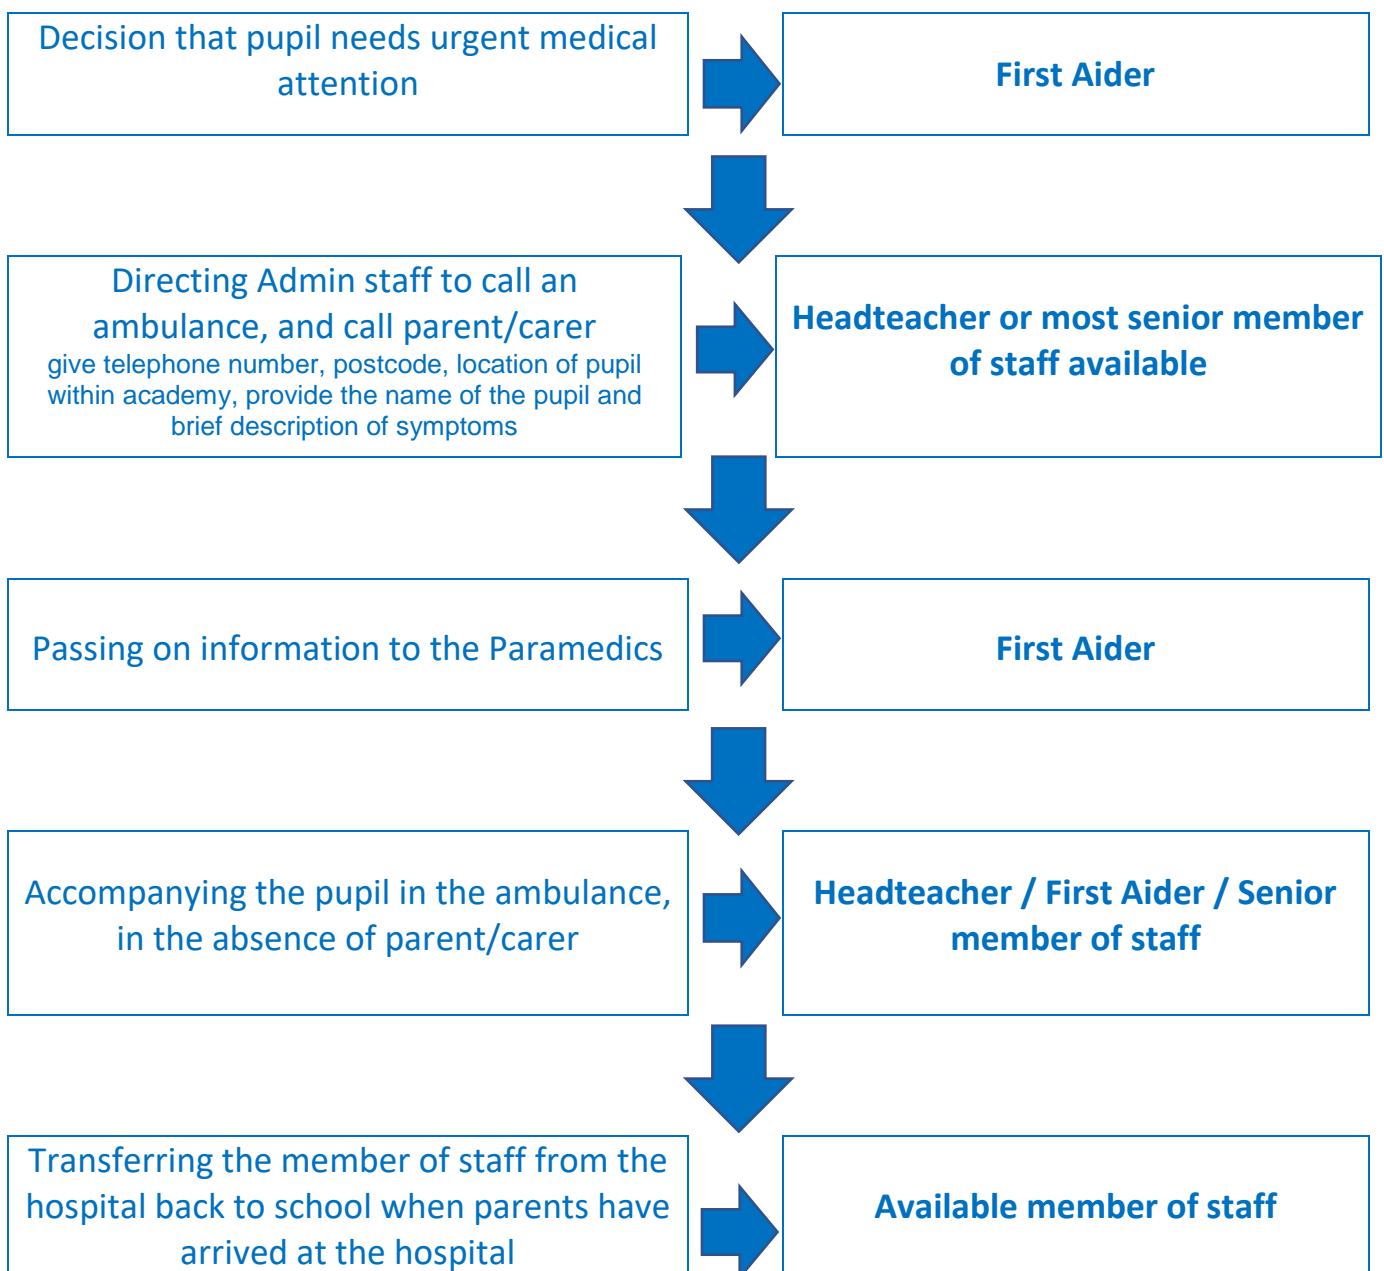 Decision that pupil needs urgent medical
attention
First Aider
Directing Admin staff to call an
ambulance, and call parent/carer
give telephone number, postcode, location of pupil
within academy, provide the name of the pupil and
brief description of symptoms
Headteacher or most senior member
of staff available
Passing on information to the Paramedics
First Aider
Accompanying the pupil in the ambulance,
in the absence of parent/carer
Headteacher / First Aider / Senior
member of staff
Transferring the member of staff from the
hospital back to school when parents have
arrived at the hospital
Available member of staff